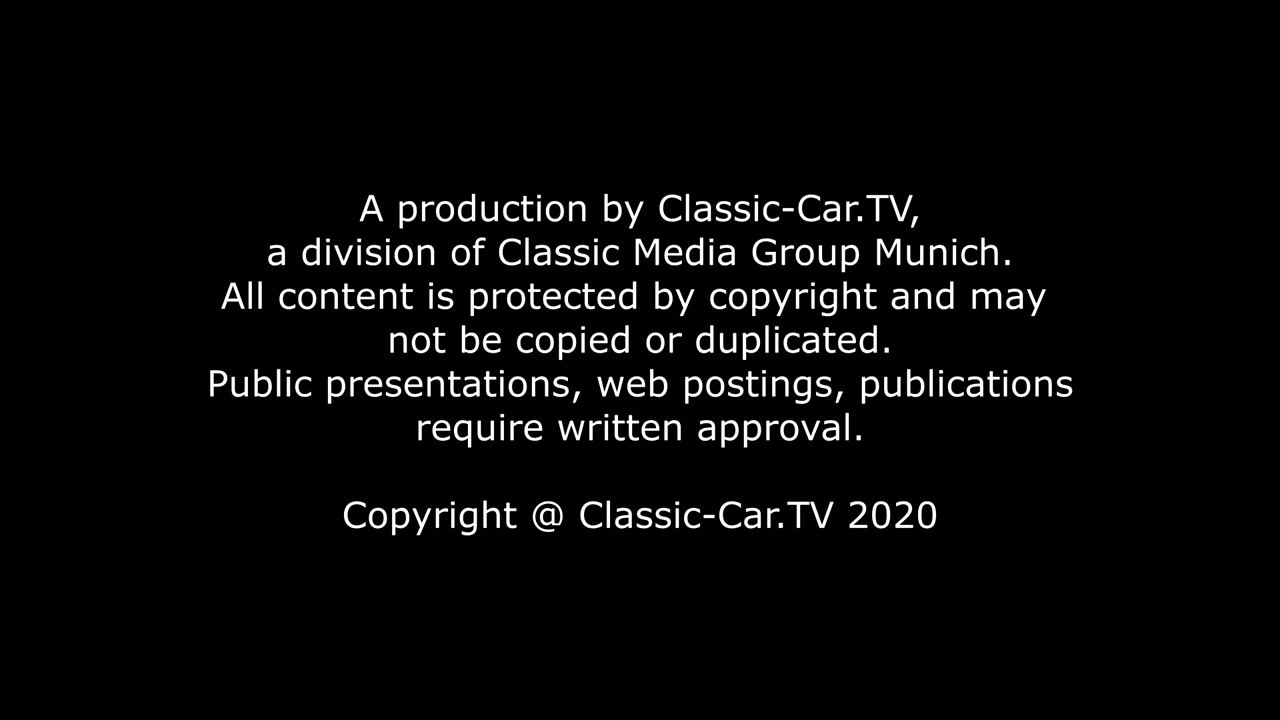 A production by Classic-Car.TV,
a division of Classic Media Group Munich.
All content is protected by copyright and may
not be copied or duplicated.
Public presentations, web postings, publications
require written approval.
Copyright @ Classic-Car.TV 2020